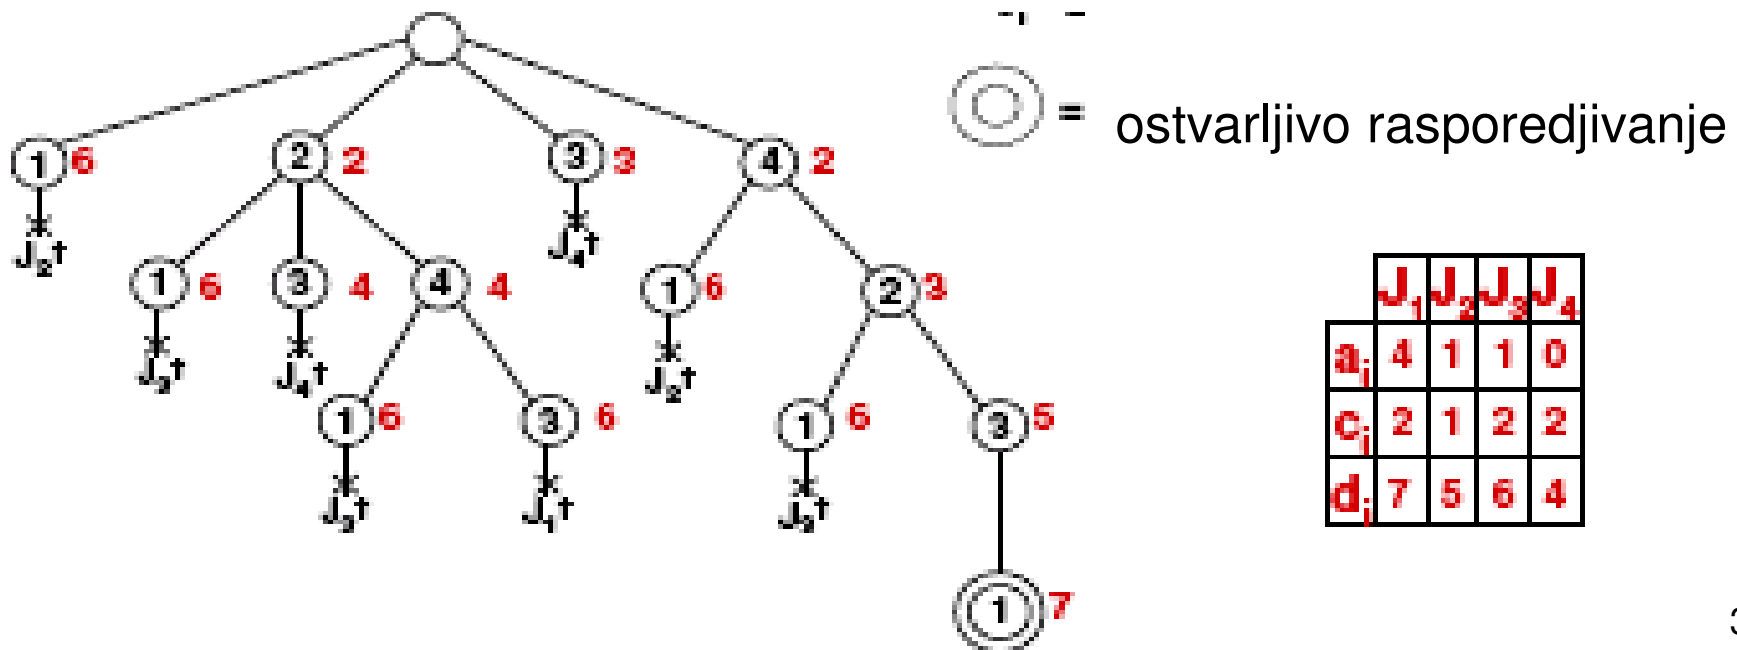 = ostvarljivo rasporedjivanje
1 6 2 2 3 3 4 2
J2† J4†
1 6 3 4 4 4 1 6 2 3
J3† J4† J2†
1 6 3 6 1 6 3 5
J3† J1† J3†
1 7
J1 J2 J3 J4
ai 4 1 1 0
ci 2 1 2 2
di 7 5 6 4